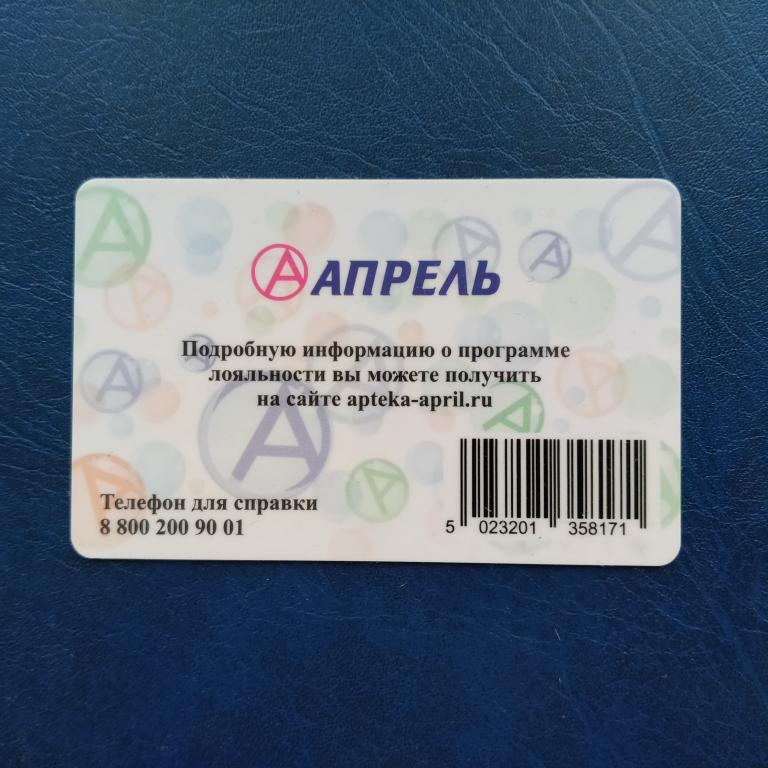 АПРЕЛЬ
Подробную информацию о программе
лояльности вы можете получить
на сайте apteka-april.ru
Телефон для справки
8 800 200 90 01
5 023201 358171